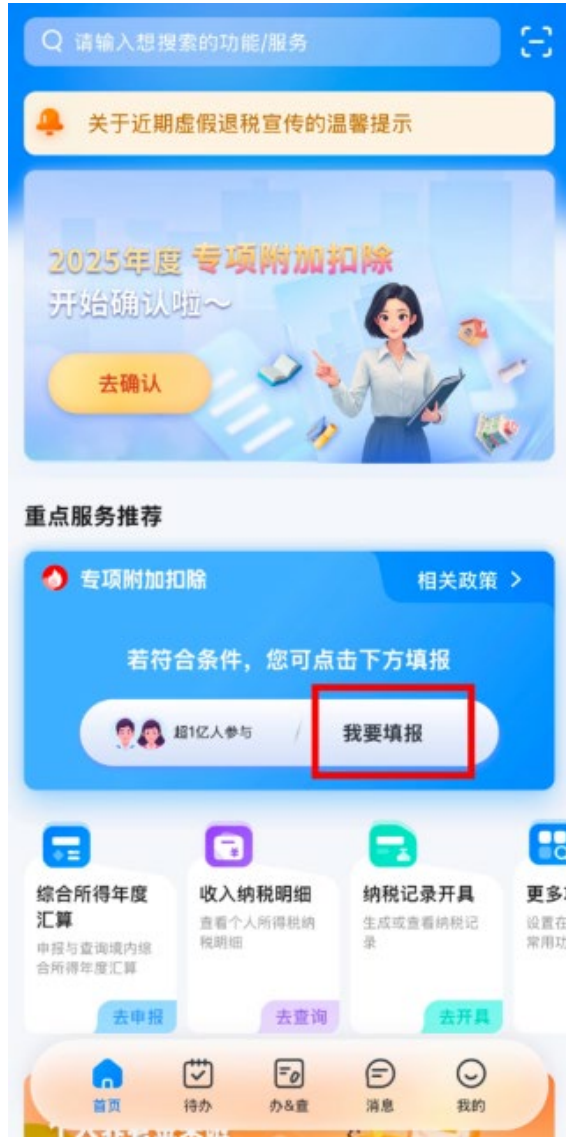 请输入想搜索的功能/服务
关于近期虚假退税宣传的温馨提示
2025年度 专项附加扣除
开始确认啦~
去确认
重点服务推荐
专项附加扣除
相关政策 >
若符合条件，您可点击下方填报
超1亿人参与 / 我要填报
综合所得年度
汇算
申报与查询境内综
合所得年度汇算
去申报
收入纳税明细
查看个人所得税纳
税明细
去查询
纳税记录开具
生成或查看纳税记
录
去开具
更多
设置在
常用功
首页
待办
办&查
消息
我的